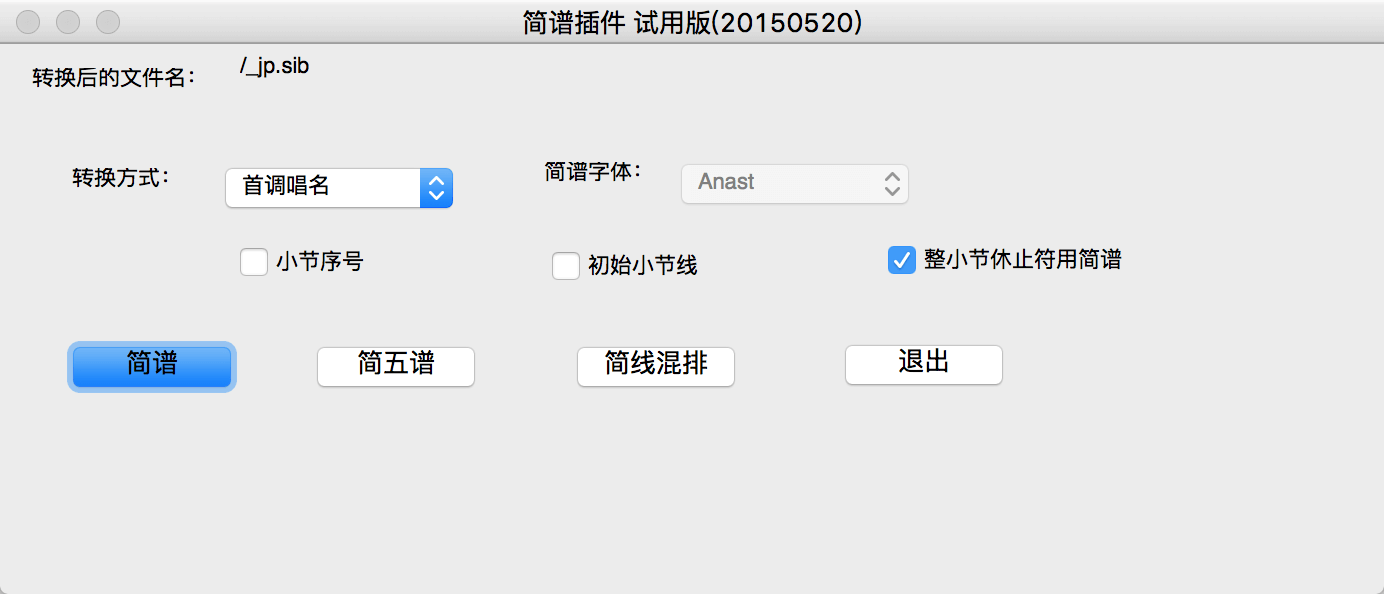 简谱插件 试用版(20150520)
转换后的文件名： /_jp.sib
转换方式： 首调唱名 简谱字体： Anast
小节序号 初始小节线 整小节休止符用简谱
简谱 简五谱 简线混排 退出